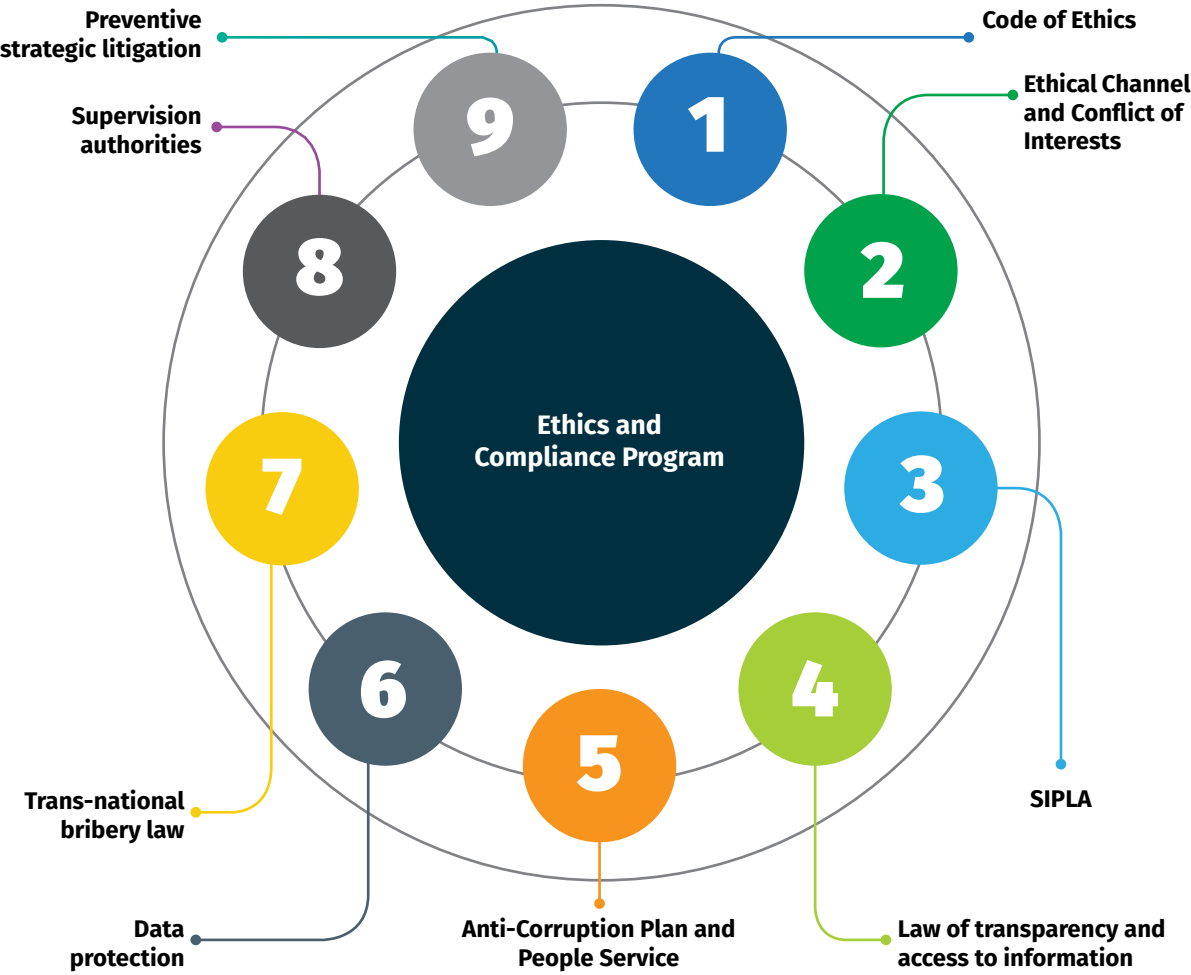 Preventive
strategic litigation
9
1
Code of Ethics
Ethical Channel
and Conflict of
Interests
2
Supervision
authorities
8
Ethics and
Compliance Program
7
3
6
4
5
Trans-national
bribery law
SIPLA
Data
protection
Anti-Corruption Plan and
People Service
Law of transparency and
access to information